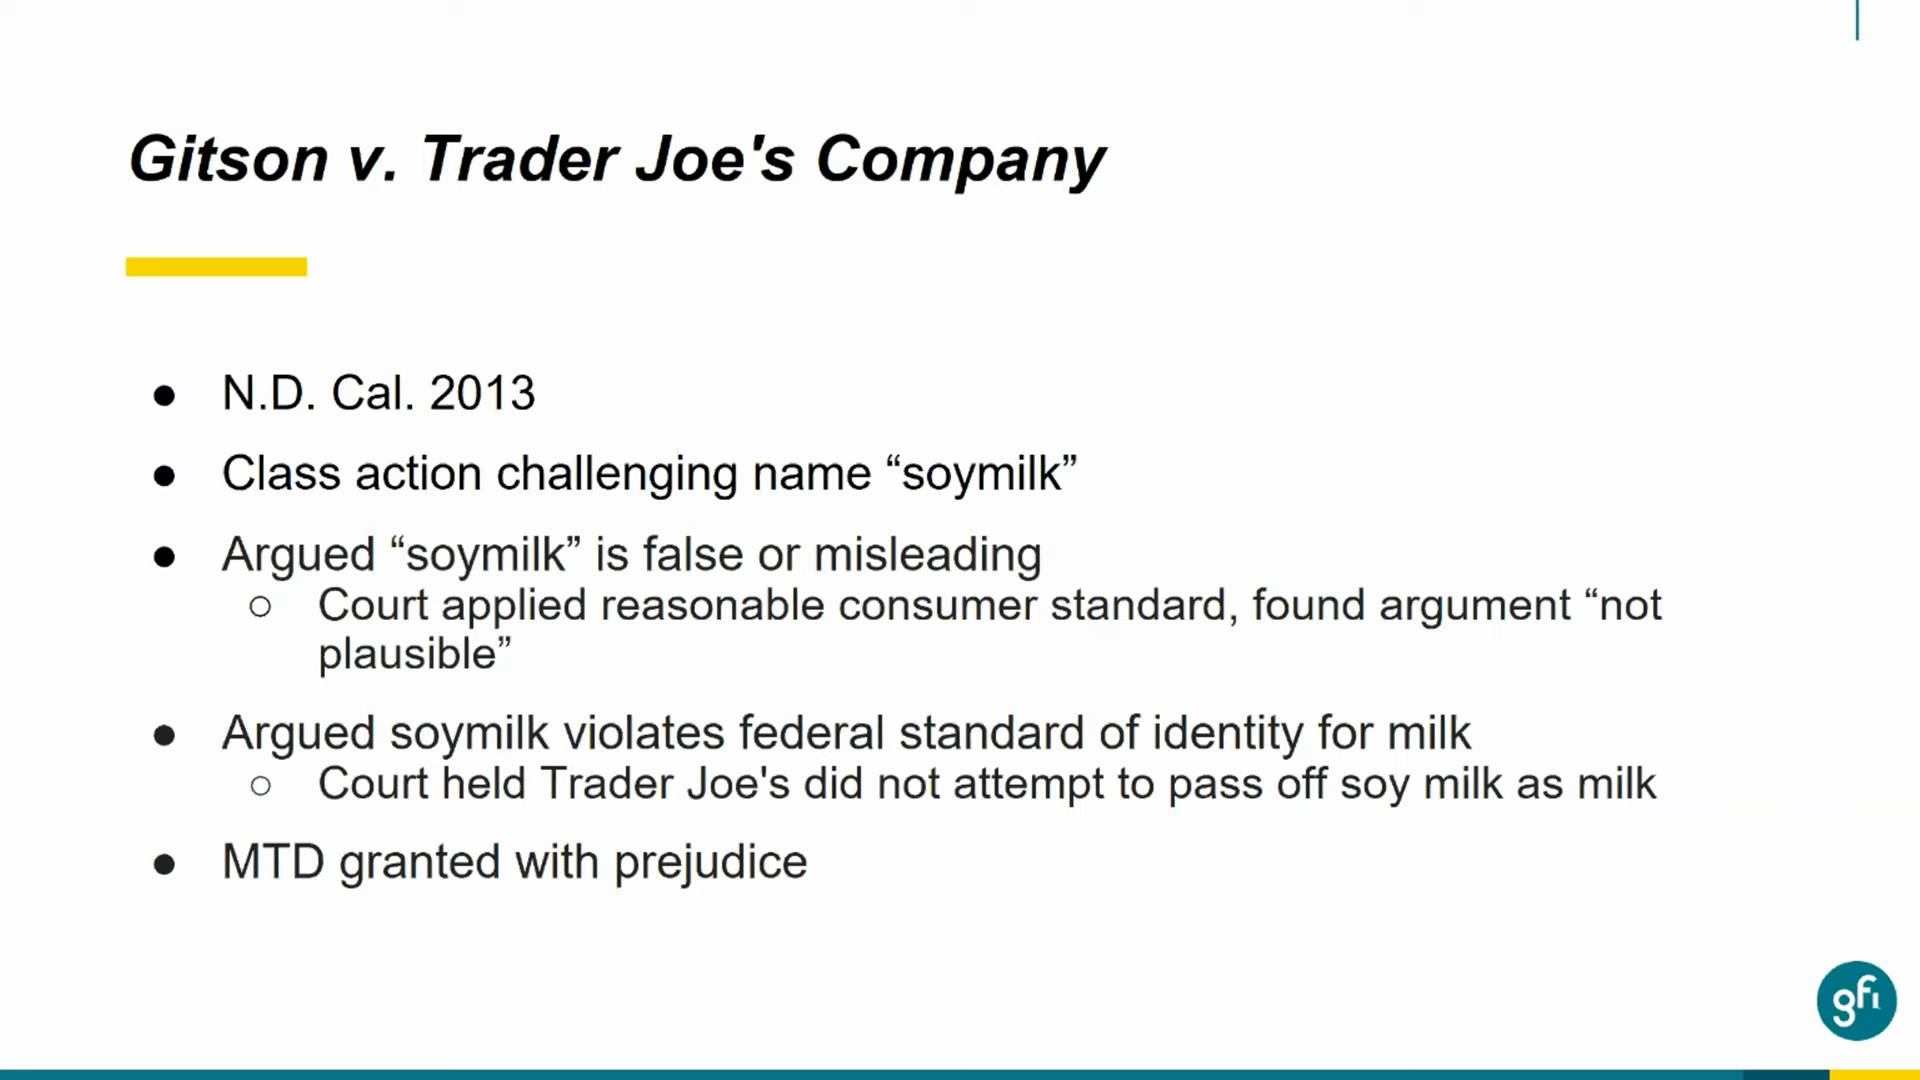 Gitson v. Trader Joe's Company
● N.D. Cal. 2013
● Class action challenging name “soymilk”
● Argued “soymilk” is false or misleading
○ Court applied reasonable consumer standard, found argument “not
plausible”
● Argued soymilk violates federal standard of identity for milk
○ Court held Trader Joe's did not attempt to pass off soy milk as milk
● MTD granted with prejudice
gfi